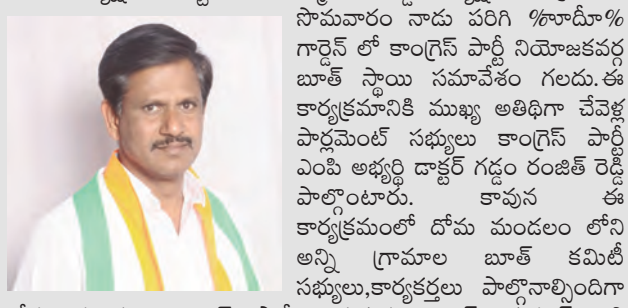 సోమవారం నాడు పరిగి %ూదీూ%
గార్డెన్ లో కాంగ్రెస్ పార్టీ నియోజకవర్గ
బూత్ స్థాయి సమావేశం గలదు.ఈ
కార్యక్రమానికి ముఖ్య అతిథిగా చేవెళ్ల
పార్లమెంట్ సభ్యులు కాంగ్రెస్ పార్టీ
ఎంపి అభ్యర్థి డాక్టర్ గడ్డం రంజిత్ రెడ్డి
పాల్గొంటారు. కావున ఈ
కార్యక్రమంలో దోమ మండలం లోని
అన్ని గ్రామాల బూత్ కమిటీ
సభ్యులు,కార్యకర్తలు పాల్గొనాల్సిందిగా